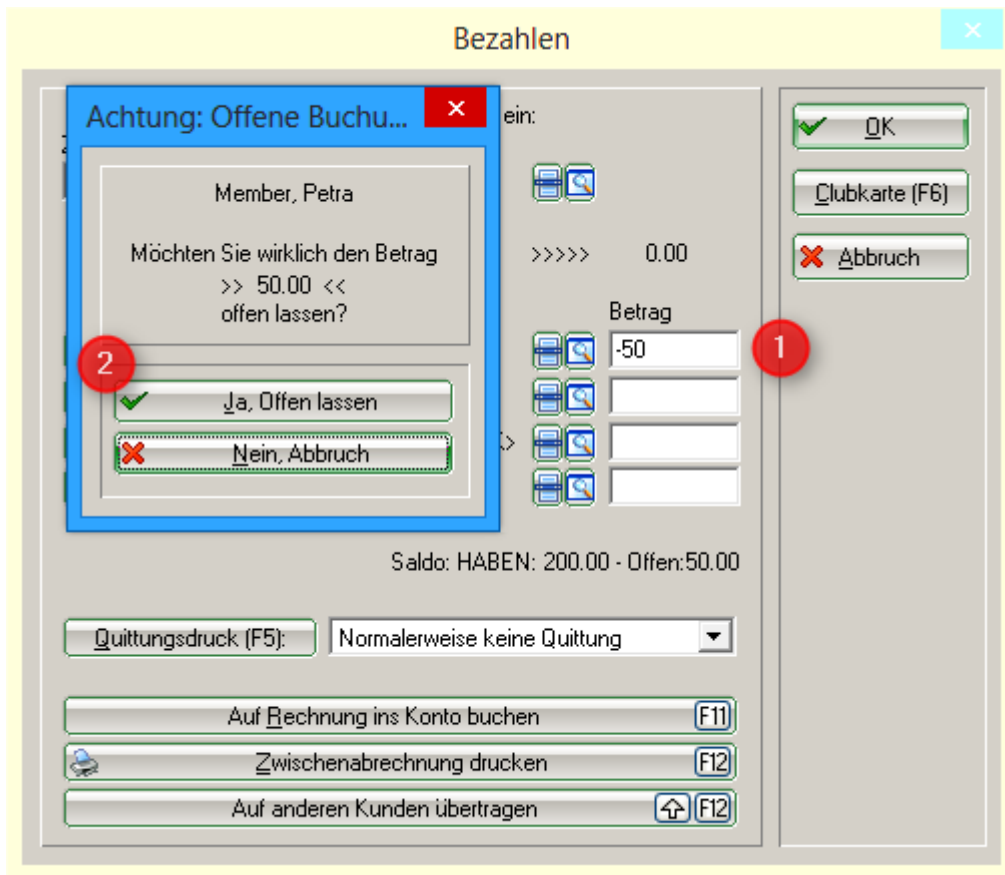 Bezahlen
Achtung: Offene Buchu...
ein:
OK
Member, Petra
Clubkarte (F6)
Möchten Sie wirklich den Betrag
>> 50.00 <<
offen lassen?
>>>>> 0.00
Abbruch
Betrag
-50
1
2
Ja, Offen lassen
Nein, Abbruch
Saldo: HABEN: 200.00 - Offen:50.00
Quittungsdruck (F5):
Normalerweise keine Quittung
Auf Rechnung ins Konto buchen F11
Zwischenabrechnung drucken F12
Auf anderen Kunden übertragen F12